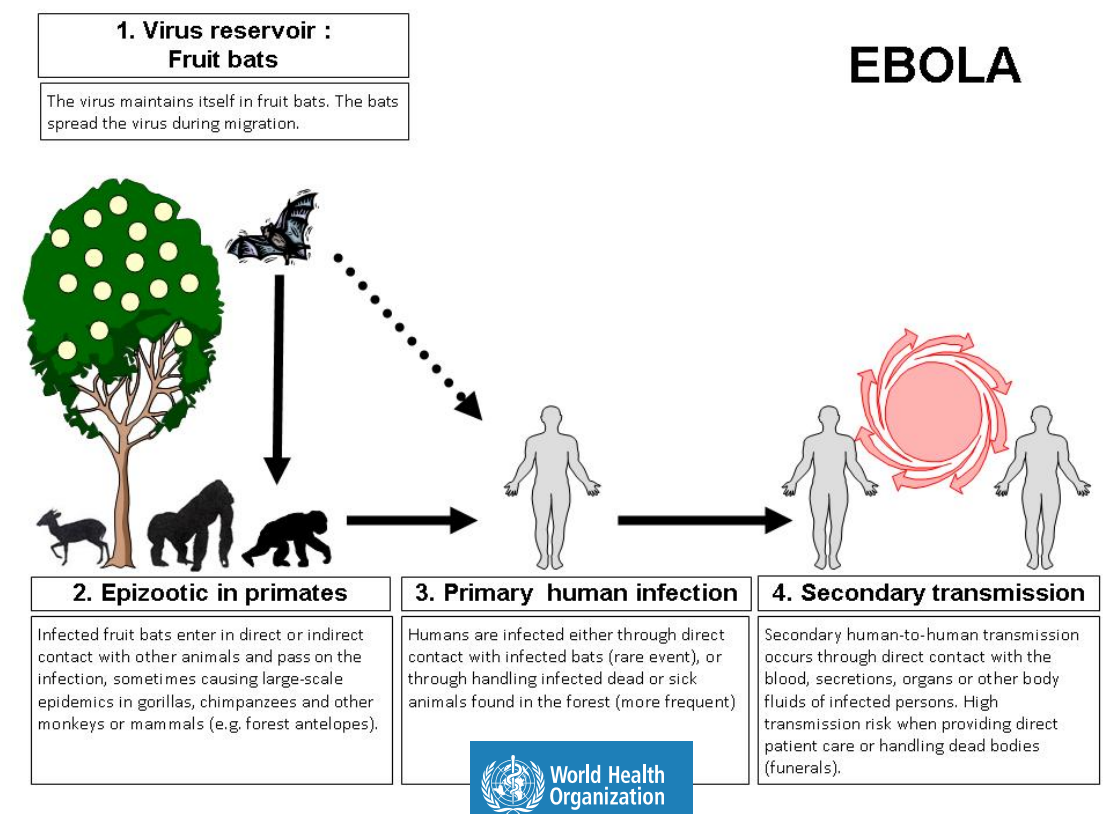 1. Virus reservoir :
Fruit bats
EBOLA
The virus maintains itself in fruit bats. The bats
spread the virus during migration.
2. Epizootic in primates
Infected fruit bats enter in direct or indirect
contact with other animals and pass on the
infection, sometimes causing large-scale
epidemics in gorillas, chimpanzees and other
monkeys or mammals (e.g. forest antelopes).
3. Primary human infection
Humans are infected either through direct
contact with infected bats (rare event), or
through handling infected dead or sick
animals found in the forest (more frequent)
4. Secondary transmission
Secondary human-to-human transmission
occurs through direct contact with the
blood, secretions, organs or other body
fluids of infected persons. High
transmission risk when providing direct
patient care or handling dead bodies
(funerals).
World Health
Organization